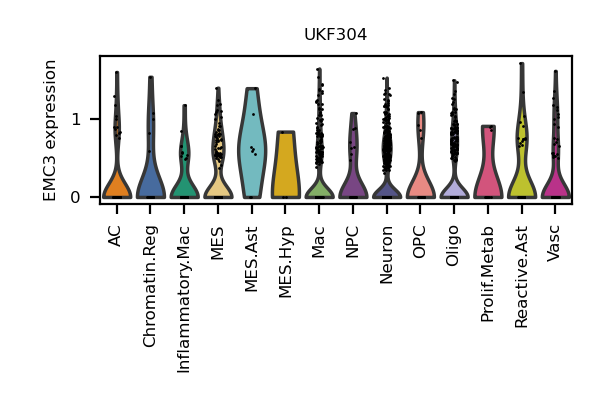 UKF304
EMC3 expression
1
0
AC
Chromatin.Reg
Inflammatory.Mac
MES
MES.Ast
MES.Hyp
Mac
NPC
Neuron
OPC
Oligo
Prolif.Metab
Reactive.Ast
Vasc